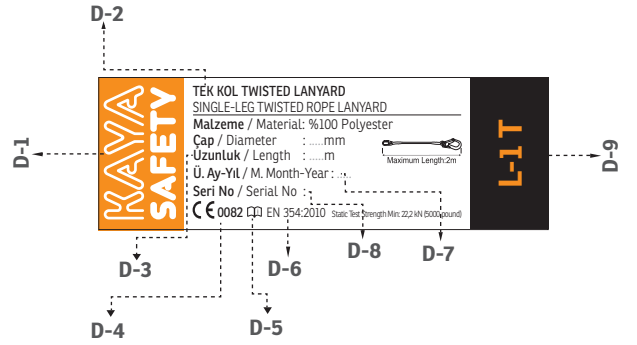 D-2
TEK KOL TWISTED LANYARD
SINGLE-LEG TWISTED ROPE LANYARD
Malzeme / Material: %100 Polyester
Çap / Diameter : .....mm
Uzunluk / Length : .....m
Maximum Length:2m
Ü. Ay-Yıl / M. Month-Year : .....
Seri No / Serial No :
CE 0082 EN 354:2010 Static Test Strength Min: 22,2 kN (5000 pound)
KAYA
SAFETY
L-1 T
D-1
D-9
D-3
D-6
D-8
D-7
D-4
D-5